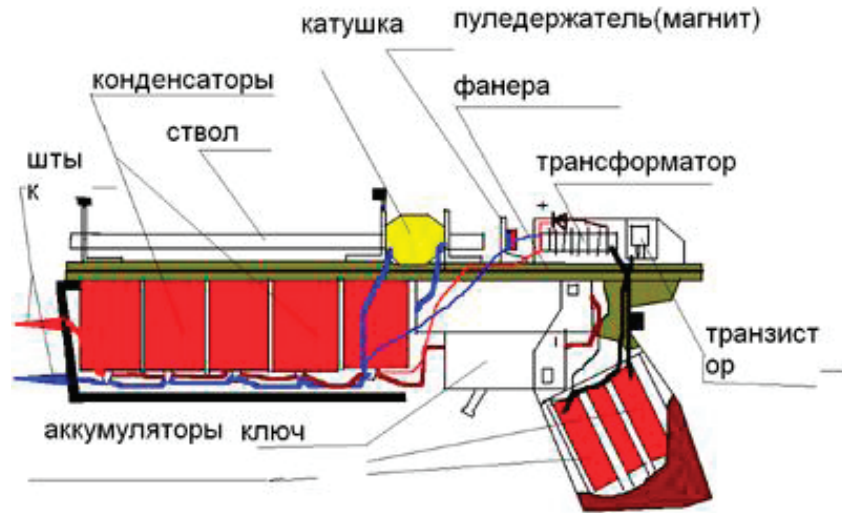 катушка
пуледержатель(магнит)
конденсаторы
фанера
ствол
трансформатор
шты
к
+
транзист
ор
аккумуляторы
ключ